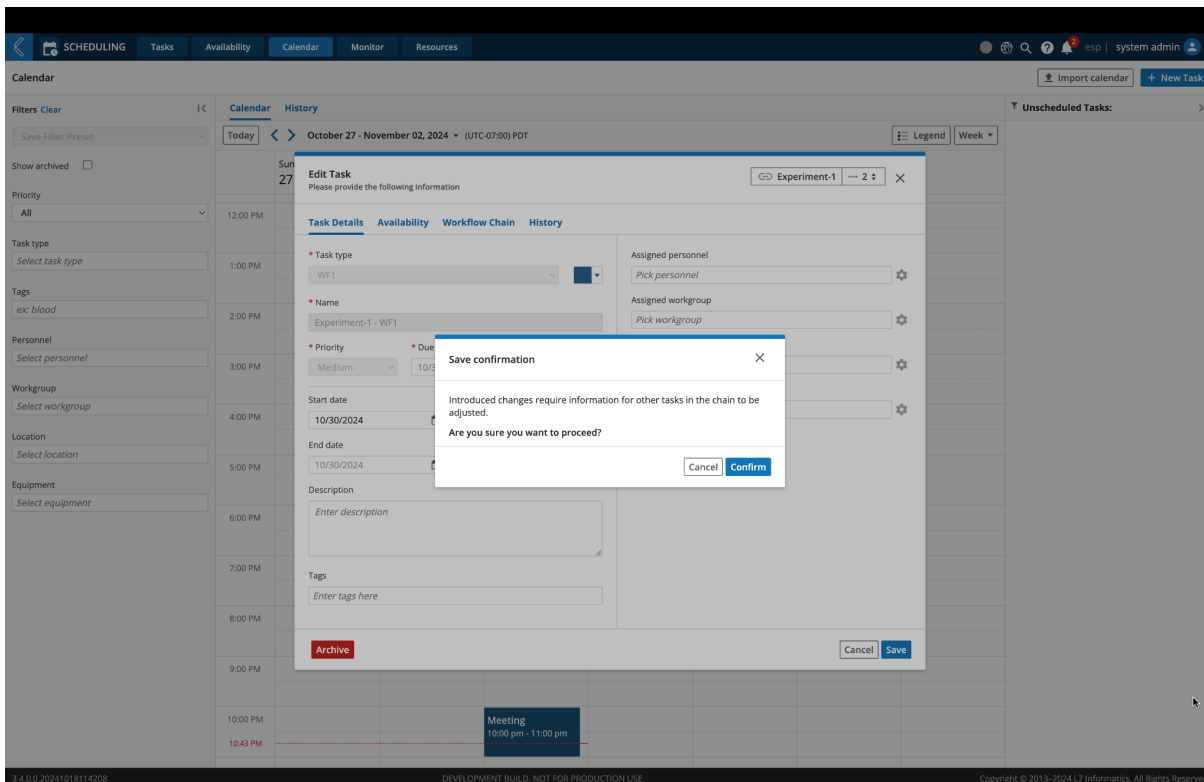 SCHEDULING Tasks Availability Calendar Monitor Resources 2 esp | system admin
Calendar Import calendar + New Task
Filters Clear Calendar History Unscheduled Tasks:
Save Filter Preset Today October 27 - November 02, 2024 (UTC-07:00) PDT Legend Week
Show archived
Sun
27
Priority
All
Task type
Select task type
Tags
ex: blood
Personnel
Select personnel
Workgroup
Select workgroup
Location
Select location
Equipment
Select equipment
12:00 PM
1:00 PM
2:00 PM
3:00 PM
4:00 PM
5:00 PM
6:00 PM
7:00 PM
8:00 PM
9:00 PM
10:00 PM
10:43 PM
Edit Task
Please provide the following information
Experiment-1 --- 2
Task Details Availability Workflow Chain History
* Task type
WF1
* Name
Experiment-1 - WF1
* Priority * Due
Medium 10/3
Start date
10/30/2024
End date
10/30/2024
Description
Enter description
Tags
Enter tags here
Assigned personnel
Pick personnel
Assigned workgroup
Pick workgroup
Save confirmation
Introduced changes require information for other tasks in the chain to be
adjusted.
Are you sure you want to proceed?
Cancel Confirm
Archive Cancel Save
Meeting
10:00 pm - 11:00 pm
3.4.0.0.20241018114208 DEVELOPMENT BUILD. NOT FOR PRODUCTION USE. Copyright © 2013-2024 L7 Informatics. All Rights Reserve